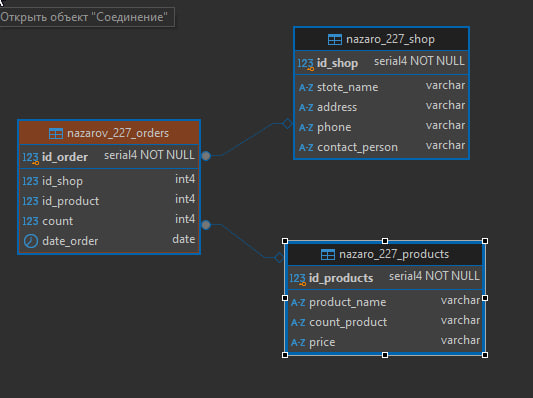 Открыть объект "Соединение"
nazaro_227_shop
123 id_shop serial4 NOT NULL
A-Z stote_name varchar
A-Z address varchar
A-Z phone varchar
A-Z contact_person varchar
nazarov_227_orders
123 id_order serial4 NOT NULL
123 id_shop int4
123 id_product int4
123 count int4
date_order date
nazaro_227_products
123 id_products serial4 NOT NULL
A-Z product_name varchar
A-Z count_product varchar
A-Z price varchar